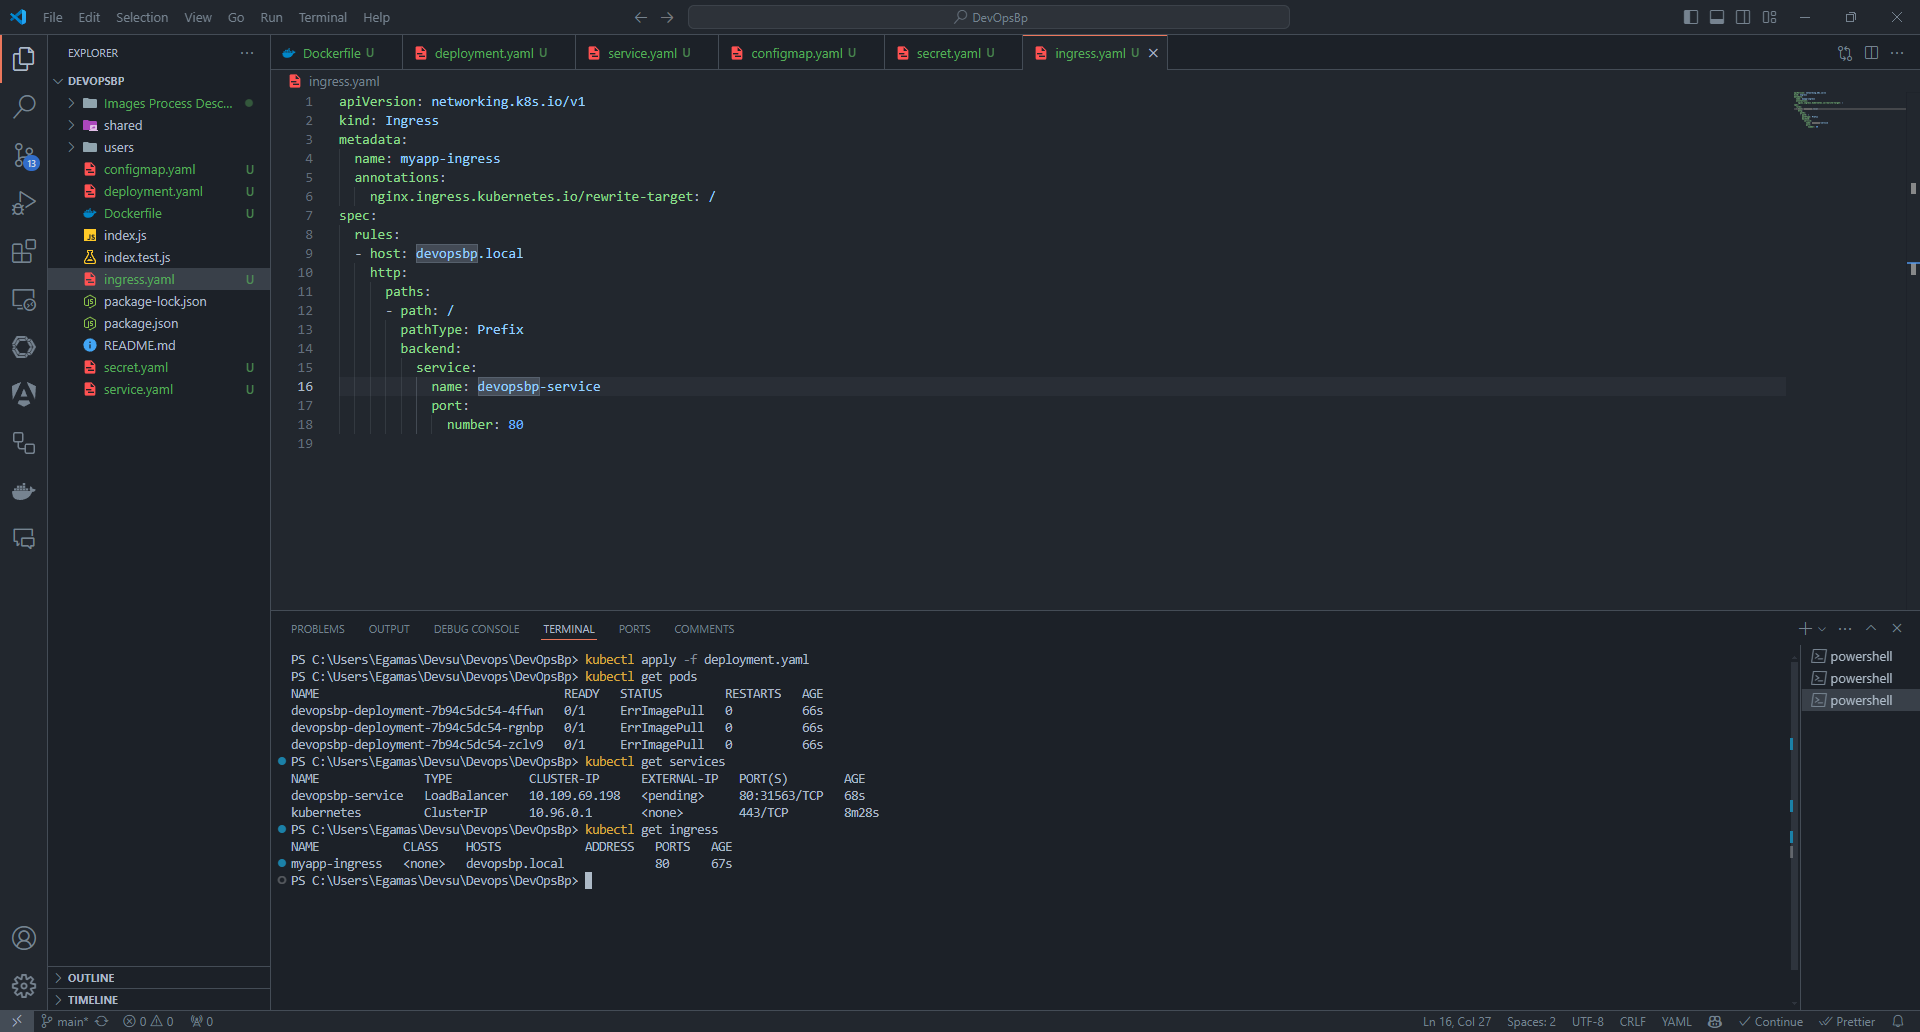 File Edit Selection View Go Run Terminal Help
DevOpsBp
EXPLORER
DEVOPSBP
Images Process Desc...
shared
users
configmap.yaml U
deployment.yaml U
Dockerfile U
index.js
index.test.js
ingress.yaml U
package-lock.json
package.json
README.md
secret.yaml U
service.yaml U
OUTLINE
TIMELINE
13
Dockerfile U deployment.yaml U service.yaml U configmap.yaml U secret.yaml U ingress.yaml U
ingress.yaml
1 apiVersion: networking.k8s.io/v1
2 kind: Ingress
3 metadata:
4 name: myapp-ingress
5 annotations:
6 nginx.ingress.kubernetes.io/rewrite-target: /
7 spec:
8 rules:
9 - host: devopsbp.local
10 http:
11 paths:
12 - path: /
13 pathType: Prefix
14 backend:
15 service:
16 name: devopsbp-service
17 port:
18 number: 80
19
PROBLEMS OUTPUT DEBUG CONSOLE TERMINAL PORTS COMMENTS
PS C:\Users\Egamas\Devsu\Devops\DevOpsBp> kubectl apply -f deployment.yaml
PS C:\Users\Egamas\Devsu\Devops\DevOpsBp> kubectl get pods
NAME READY STATUS RESTARTS AGE
devopsbp-deployment-7b94c5dc54-4ffwn 0/1 ErrImagePull 0 66s
devopsbp-deployment-7b94c5dc54-rgnbp 0/1 ErrImagePull 0 66s
devopsbp-deployment-7b94c5dc54-zclv9 0/1 ErrImagePull 0 66s
PS C:\Users\Egamas\Devsu\Devops\DevOpsBp> kubectl get services
NAME TYPE CLUSTER-IP EXTERNAL-IP PORT(S) AGE
devopsbp-service LoadBalancer 10.109.69.198 <pending> 80:31563/TCP 68s
kubernetes ClusterIP 10.96.0.1 <none> 443/TCP 8m28s
PS C:\Users\Egamas\Devsu\Devops\DevOpsBp> kubectl get ingress
NAME CLASS HOSTS ADDRESS PORTS AGE
myapp-ingress <none> devopsbp.local 80 67s
PS C:\Users\Egamas\Devsu\Devops\DevOpsBp>
powershell
powershell
powershell
main* 0 0 0
Ln 16, Col 27 Spaces: 2 UTF-8 CRLF YAML Continue Prettier